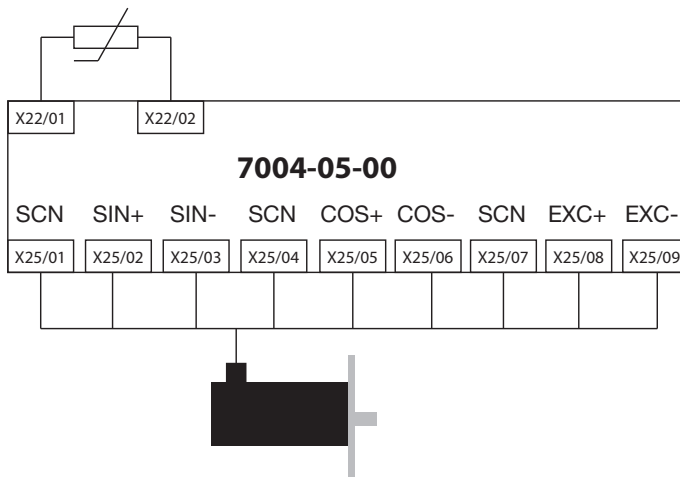 X22/01 X22/02
7004-05-00
SCN SIN+ SIN- SCN COS+ COS- SCN EXC+ EXC-
X25/01 X25/02 X25/03 X25/04 X25/05 X25/06 X25/07 X25/08 X25/09